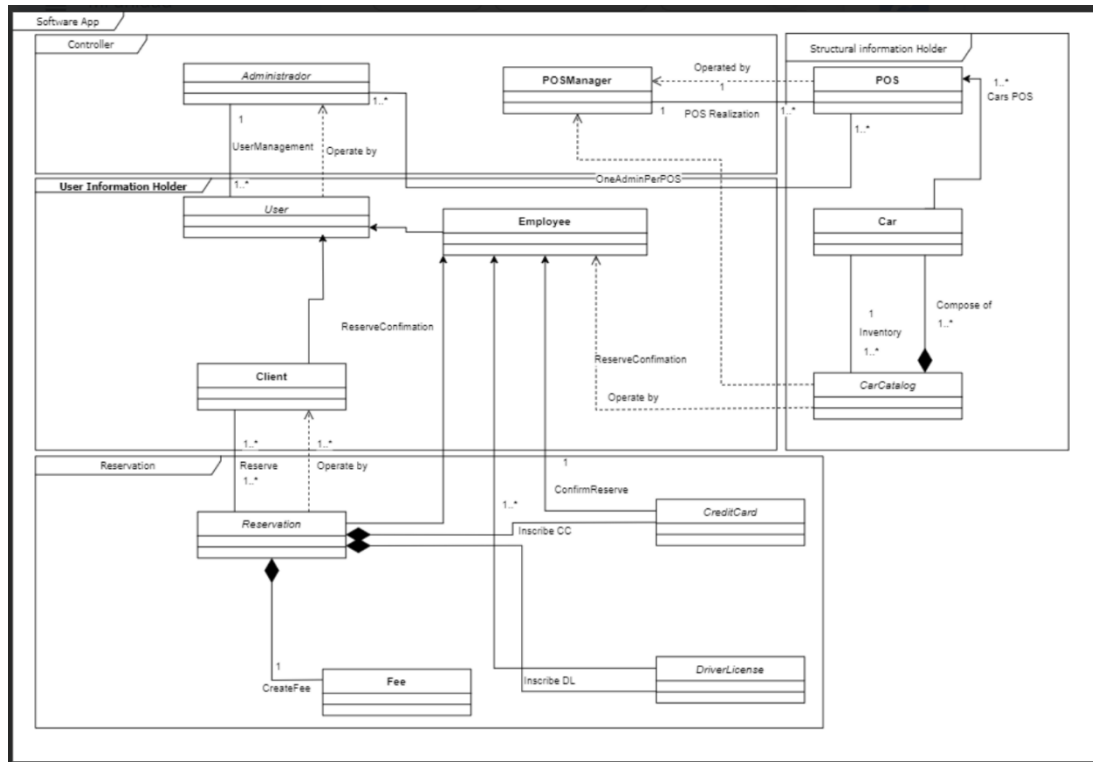 Software App
Controller
Structural information Holder
Administrador
POSManager
Operated by
1
POS
1..*
Cars POS
1..*
1
POS Realization
1..*
1..*
1
UserManagement
Operate by
1..*
OneAdminPerPOS
User Information Holder
User
Employee
Car
ReserveConfimation
1
Inventory
1..*
Compose of
1..*
ReserveConfimation
Client
CarCatalog
Operate by
1..*
Reserve
1..*
1..*
Operate by
Reservation
1
ConfirmReserve
1..*
CreditCard
Reservation
Inscribe CC
DriverLicense
Inscribe DL
1
CreateFee
Fee